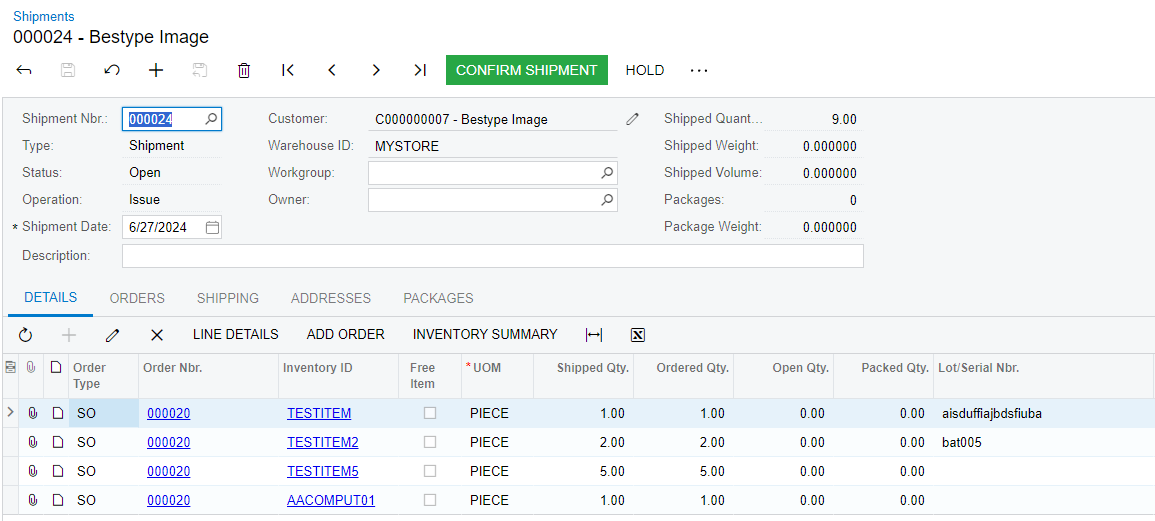 Shipments
000024 - Bestype Image
CONFIRM SHIPMENT HOLD ...
Shipment Nbr.: 000024 Customer: C000000007 - Bestype Image Shipped Quant... 9.00
Type: Shipment Warehouse ID: MYSTORE Shipped Weight: 0.000000
Status: Open Workgroup: Shipped Volume: 0.000000
Operation: Issue Owner: Packages: 0
* Shipment Date: 6/27/2024 Package Weight: 0.000000
Description:
DETAILS ORDERS SHIPPING ADDRESSES PACKAGES
LINE DETAILS ADD ORDER INVENTORY SUMMARY
Order Type Order Nbr. Inventory ID Free Item * UOM Shipped Qty. Ordered Qty. Open Qty. Packed Qty. Lot/Serial Nbr.
SO 000020 TESTITEM PIECE 1.00 1.00 0.00 0.00 aisduffiajbdsfiuba
SO 000020 TESTITEM2 PIECE 2.00 2.00 0.00 0.00 bat005
SO 000020 TESTITEM5 PIECE 5.00 5.00 0.00 0.00
SO 000020 AACOMPUT01 PIECE 1.00 1.00 0.00 0.00